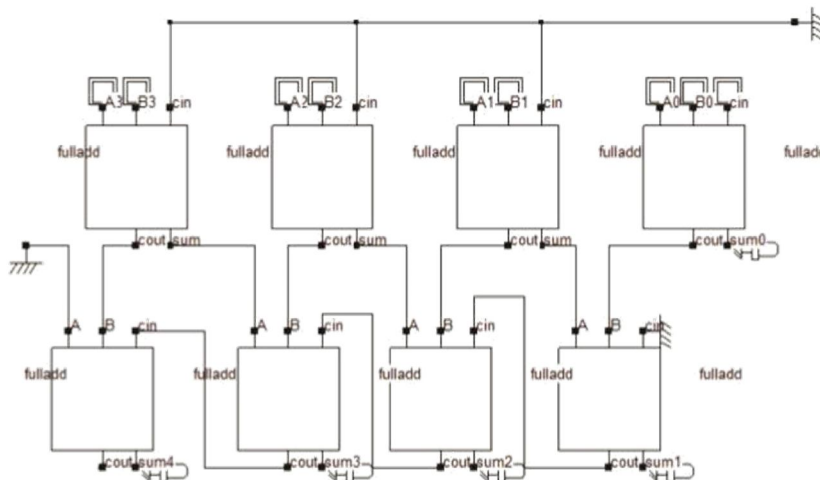 A3 B3 cin A2 B2 cin A1 B1 cin A0 B0 cin
fulladd fulladd fulladd fulladd fulladd
cout sum cout sum cout sum cout sum0
A B cin A B cin A B cin A B cin
fulladd fulladd fulladd fulladd fulladd
cout sum4 cout sum3 cout sum2 cout sum1